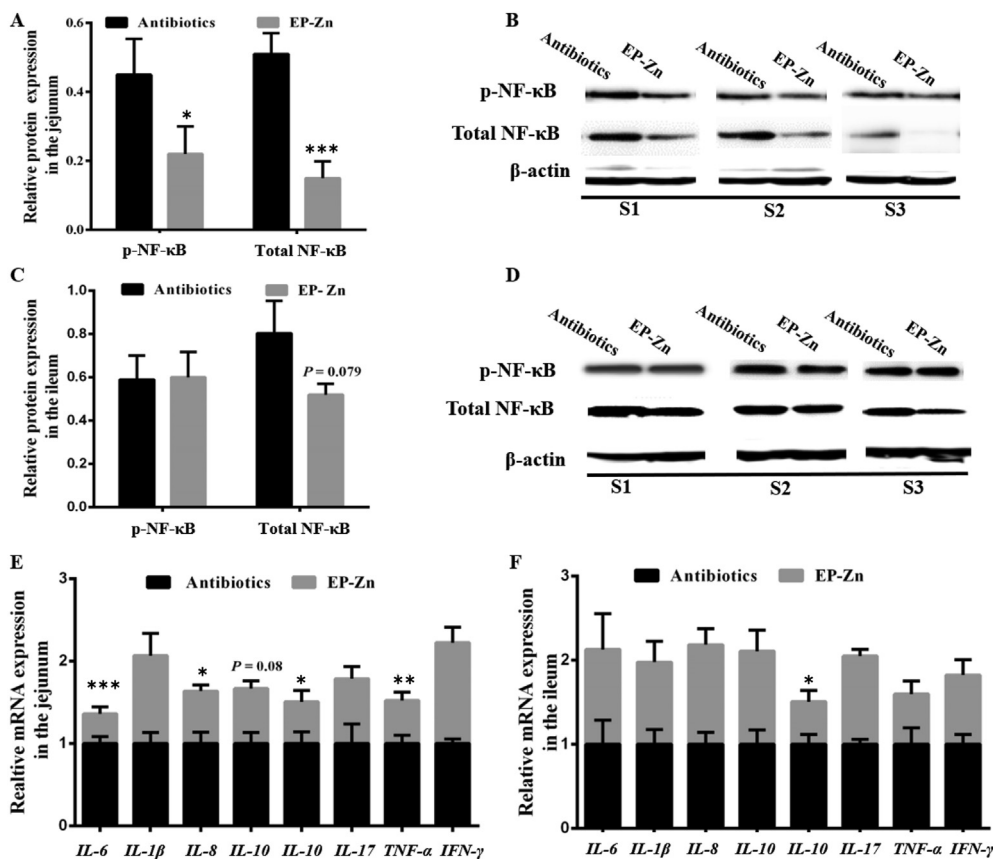 A
Relative protein expression
in the jejunum
0.6
0.4
0.2
0.0
Antibiotics
EP-Zn
*
***
p-NF-κB
Total NF-κB
B
Antibiotics
EP-Zn
Antibiotics
EP-Zn
Antibiotics
EP-Zn
p-NF-κB
Total NF-κB
β-actin
S1
S2
S3
C
Relative protein expression
in the ileum
1.0
0.8
0.6
0.4
0.2
0.0
Antibiotics
EP- Zn
P = 0.079
p-NF-κB
Total NF-κB
D
Antibiotics
EP-Zn
Antibiotics
EP-Zn
Antibiotics
EP-Zn
p-NF-κB
Total NF-κB
β-actin
S1
S2
S3
E
Realtive mRNA expression
in the jejunum
3
2
1
0
Antibiotics
EP-Zn
***
*
P = 0.08
*
**
IL-6
IL-1β
IL-8
IL-10
IL-10
IL-17
TNF-α
IFN-γ
F
Relative mRNA expression
in the ileum
3
2
1
0
Antibiotics
EP-Zn
*
IL-6
IL-1β
IL-8
IL-10
IL-10
IL-17
TNF-α
IFN-γ